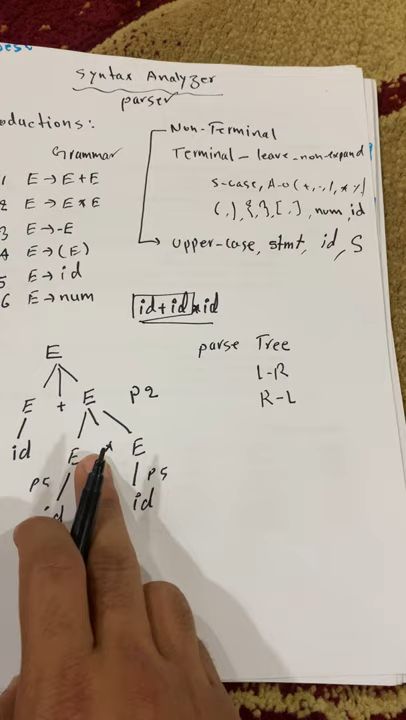 Syntax Analyzer
parser
oductions:
Non-Terminal
Grammar
Terminal - leave-non-expand
1 E → E + E
s-case, A-O (+, -, /, *
2 E → E * E
(, ), {, }, [, ], num, id
3 E → -E
4 E → (E)
upper-case, stmt, id, S
5 E → id
6 E → num
id + id * id
parse Tree
E
L-R
R-L
E + E P2
id E * E
P5 P5
id id